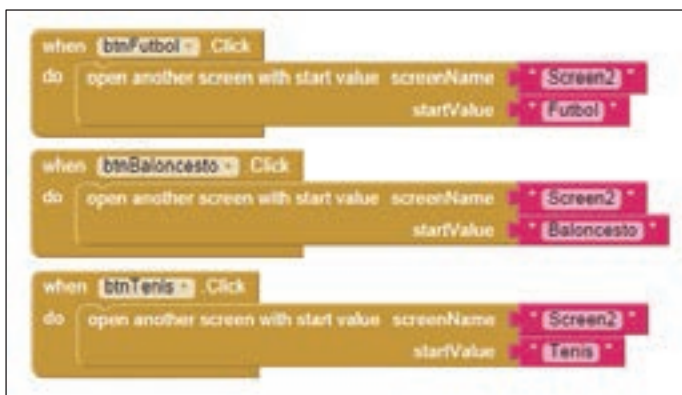 when btnFutbol .Click
do open another screen with start value screenName " Screen2 "
startValue " Futbol "
when btnBaloncesto .Click
do open another screen with start value screenName " Screen2 "
startValue " Baloncesto "
when btnTenis .Click
do open another screen with start value screenName " Screen2 "
startValue " Tenis "